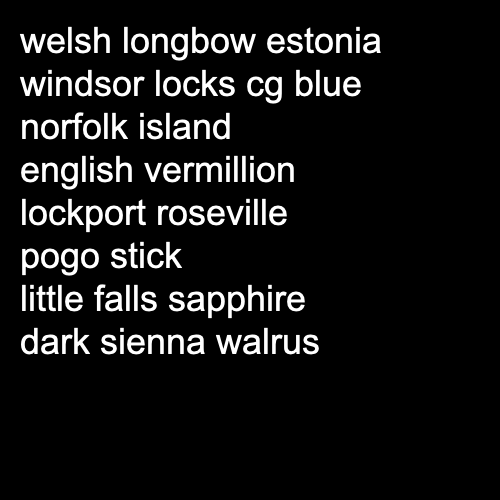 welsh longbow estonia
windsor locks cg blue
norfolk island
english vermillion
lockport roseville
pogo stick
little falls sapphire
dark sienna walrus